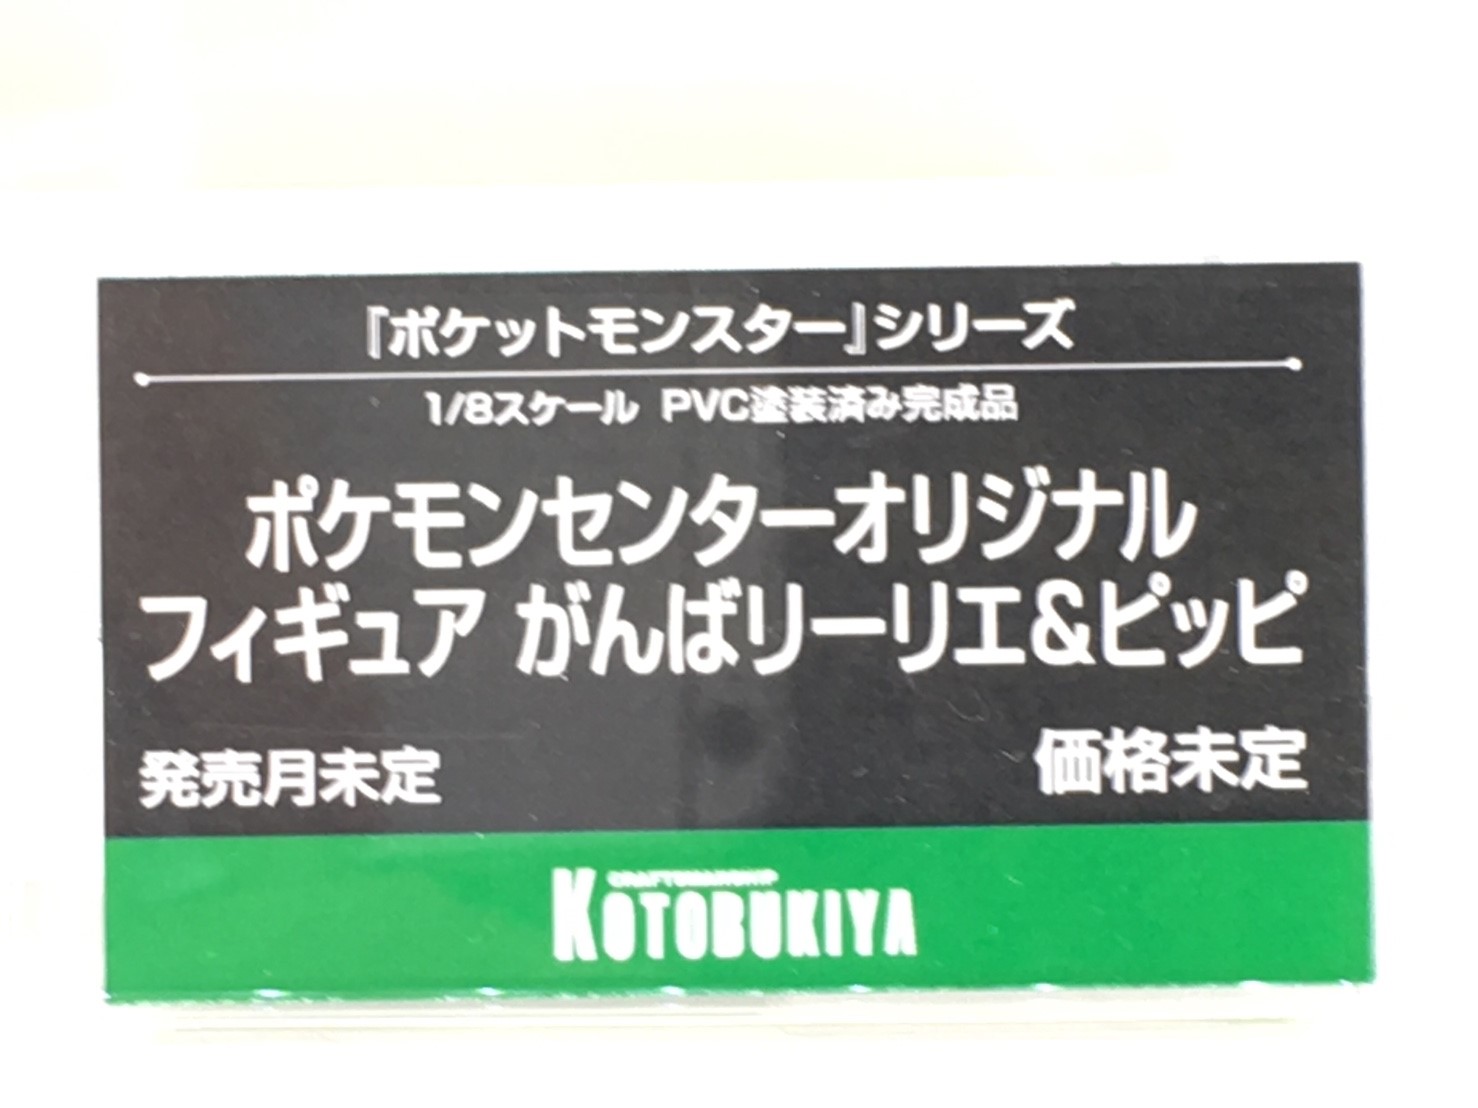 『ポケットモンスター』シリーズ
1/8スケール PVC塗装済み完成品
ポケモンセンターオリジナル
フィギュア がんばリーリエ&ピッピ
発売月未定
価格未定
CRAFTSMANSHIP
KOTOBUKIYA